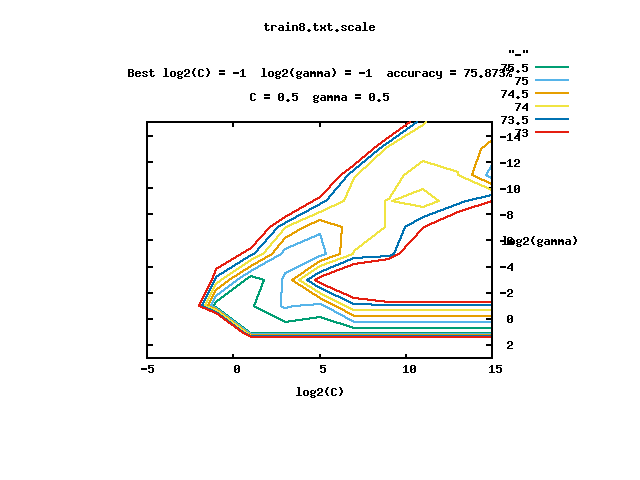 train8.txt.scale
"-"
Best log2(C) = -1  log2(gamma) = -1  accuracy = 75.873%
75.5
75
74.5
74
73.5
73
C = 0.5  gamma = 0.5
-14
-12
-10
-8
-6
log2(gamma)
-4
-2
0
2
-5 0 5 10 15
log2(C)